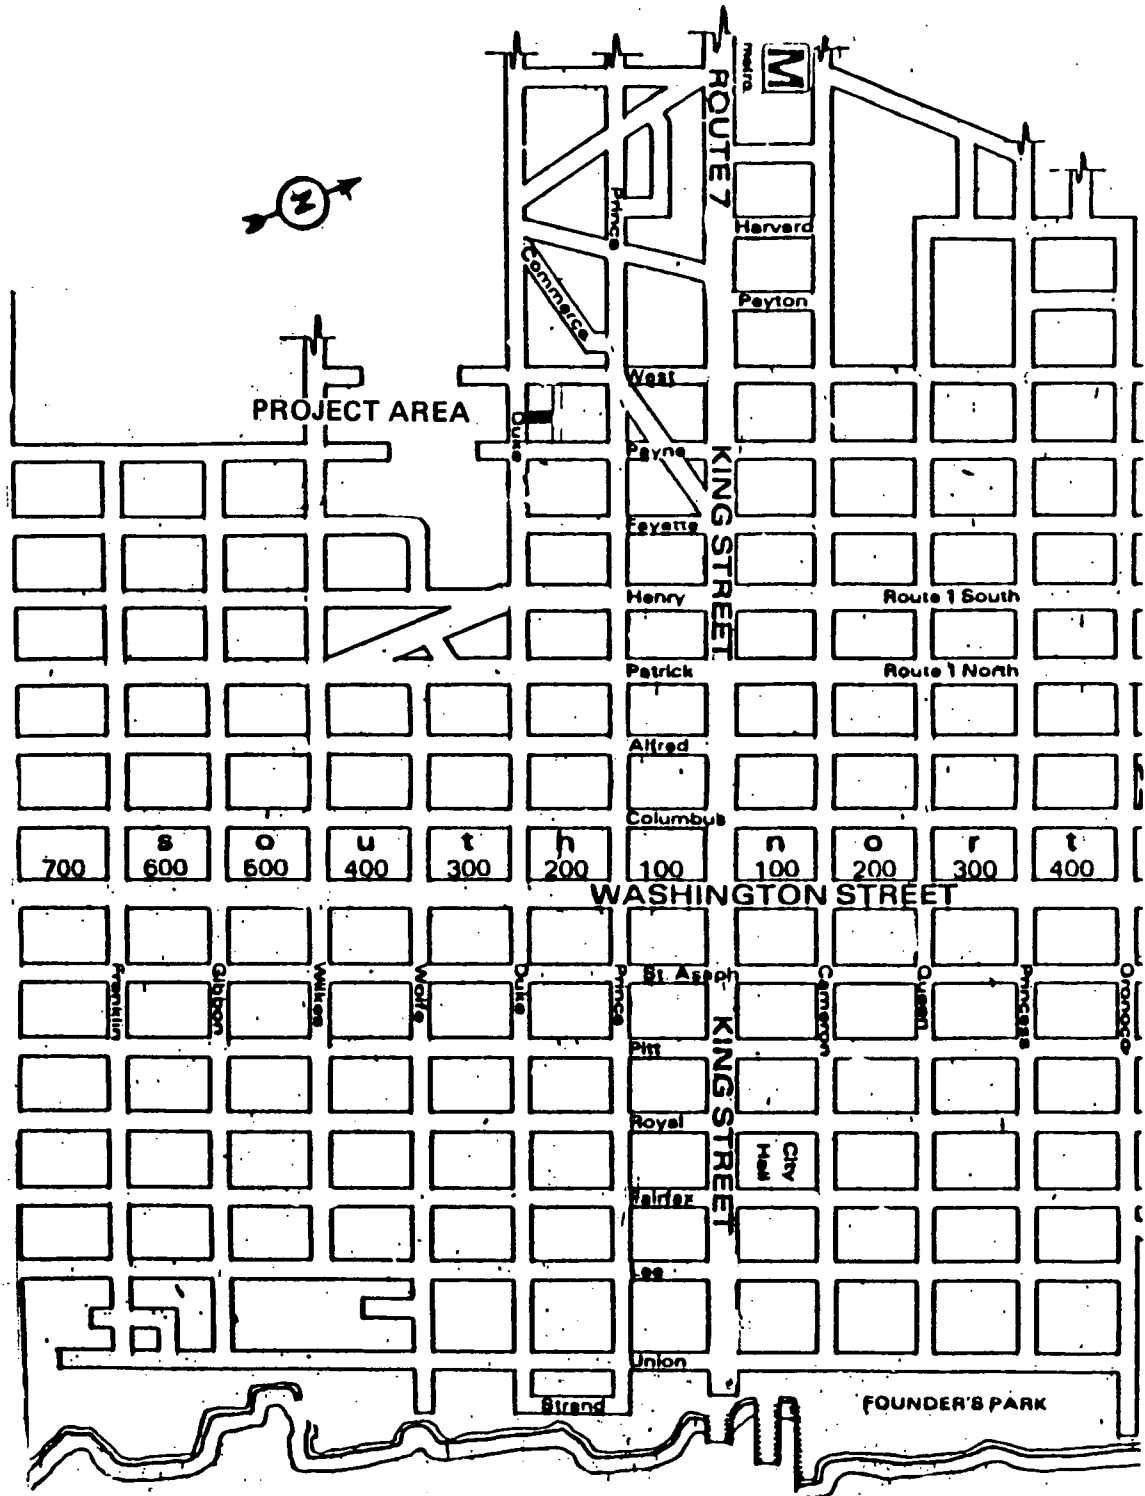 M
metro
ROUTE 7
Prince
Harvard
Commerce
Peyton
West
PROJECT AREA
Duke
Payne
KING STREET
Fayette
Henry
Route 1 South
Patrick
Route 1 North
Alfred
Columbus
s o u t h n o r t
700 600 500 400 300 200 100 100 200 300 400
WASHINGTON STREET
St. Asaph
Franklin
Gibbon
Wilkes
Wolfe
Duke
Prince
Cameron
Queen
Princess
Oronoco
KING STREET
Pitt
Royal
City
Hall
Fairfax
Lee
Union
Strand
FOUNDER'S PARK
N